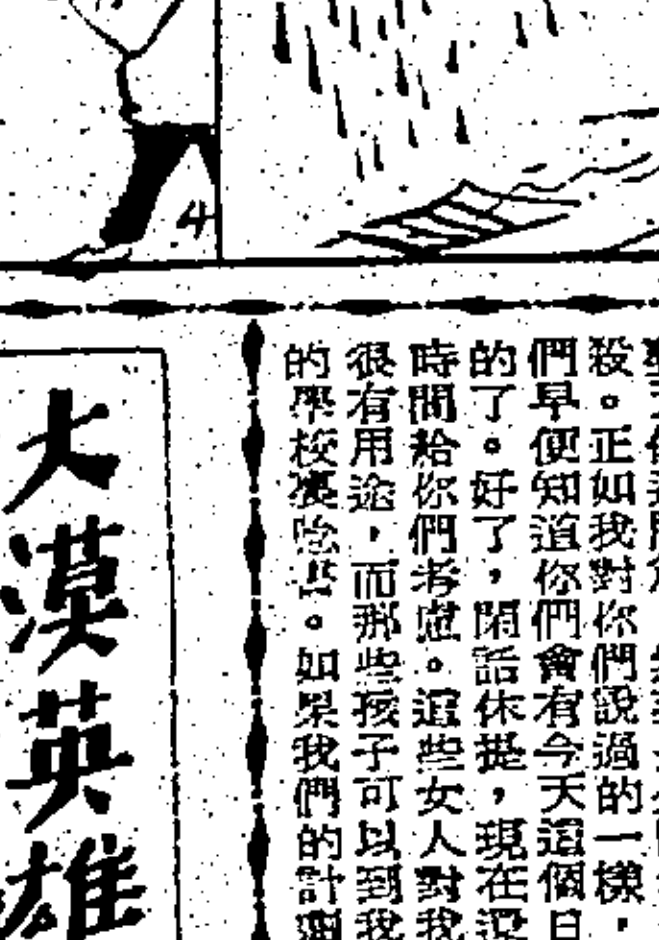 殺。正如我對你們說過的一樣，
們早便知道你們會有今天這個日
的了。好了，閑話休提，現在沒
時間給你們考慮。這些女人對我
很有用途，而那些孩子可以到我
的學校裏唸書。如果我們的計劃
大漠英雄
4